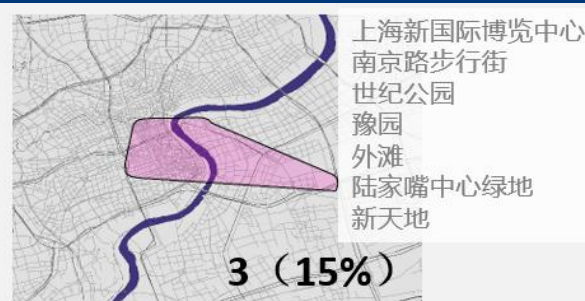 上海新国际博览中心
南京路步行街
世纪公园
豫园
外滩
陆家嘴中心绿地
新天地
3（15%）